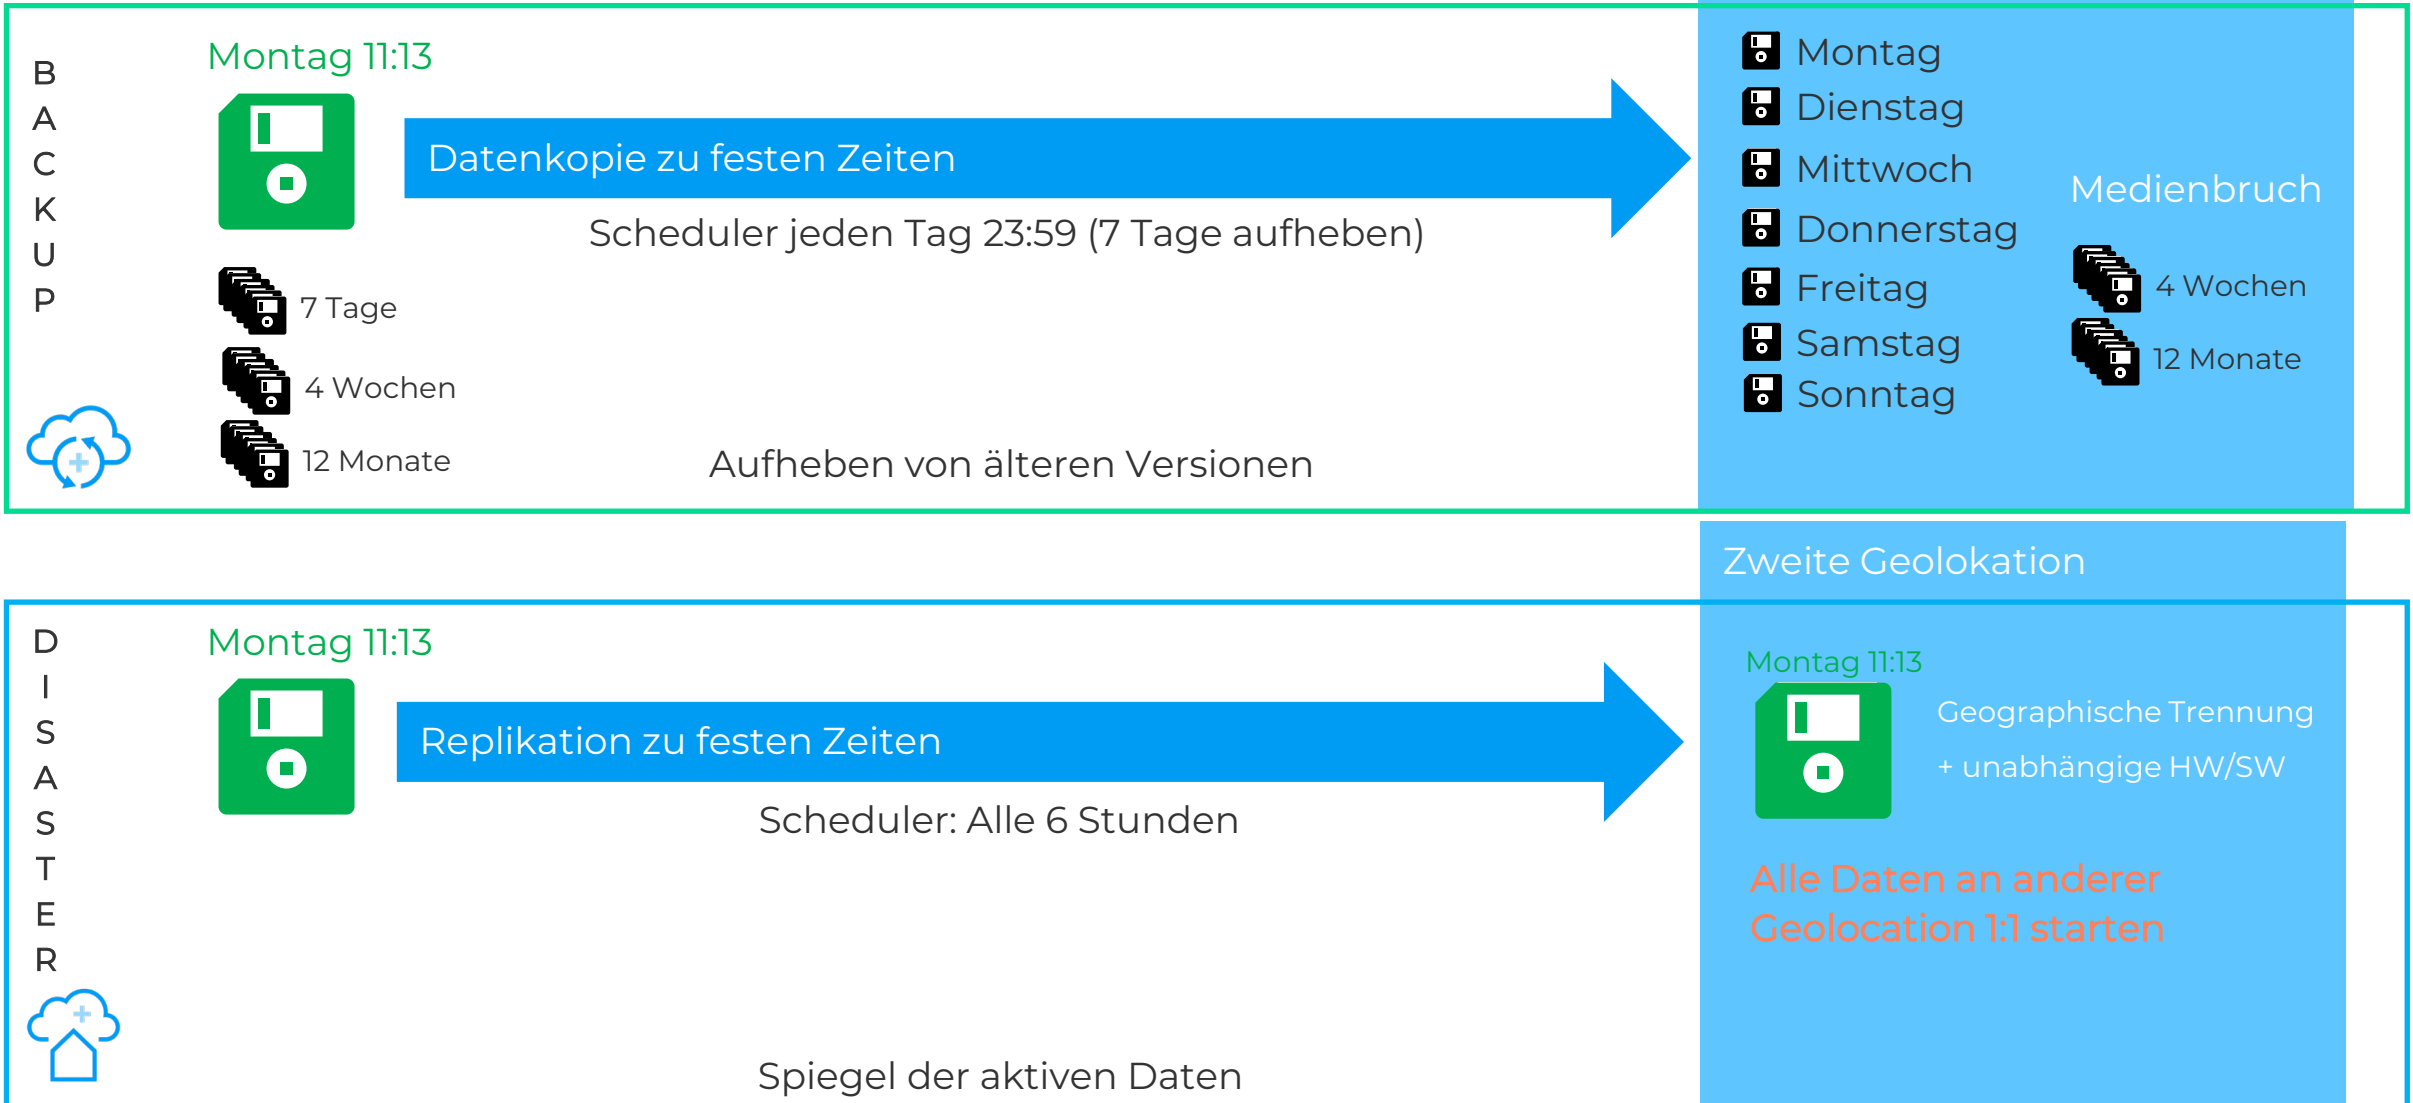 BACKUP
Montag 11:13
Datenkopie zu festen Zeiten
Scheduler jeden Tag 23:59 (7 Tage aufheben)
7 Tage
4 Wochen
12 Monate
Aufheben von älteren Versionen
Montag
Dienstag
Mittwoch
Donnerstag
Freitag
Samstag
Sonntag
Medienbruch
4 Wochen
12 Monate
Zweite Geolokation
DISASTER
Montag 11:13
Replikation zu festen Zeiten
Scheduler: Alle 6 Stunden
Spiegel der aktiven Daten
Montag 11:13
Geographische Trennung
+ unabhängige HW/SW
Alle Daten an anderer
Geolocation 1:1 starten